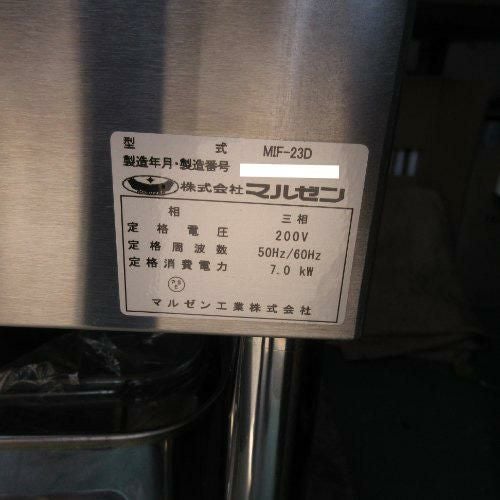 型 式 MIF-23D
製造年月・製造番号
株式会社マルゼン
相 三相
定格電圧 200V
定格周波数 50Hz/60Hz
定格消費電力 7.0 kW
PSE
マルゼン工業株式会社